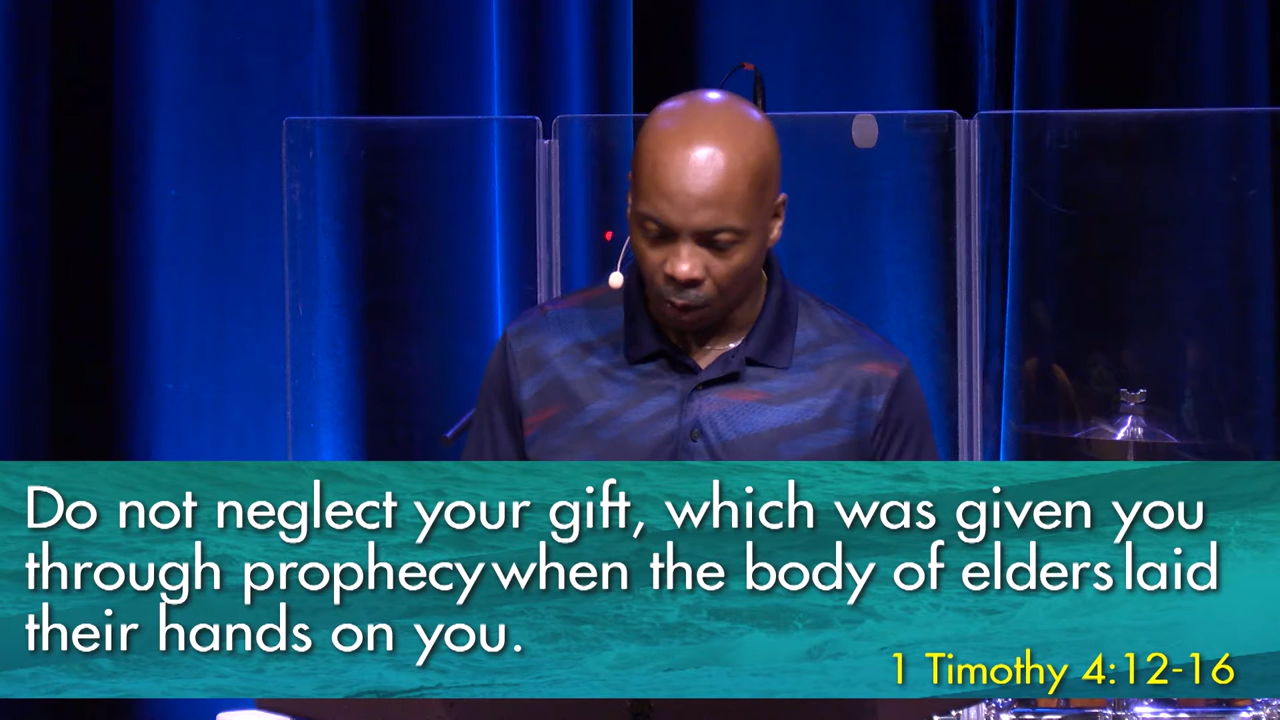 Do not neglect your gift, which was given you
through prophecy when the body of elders laid
their hands on you.
1 Timothy 4:12-16